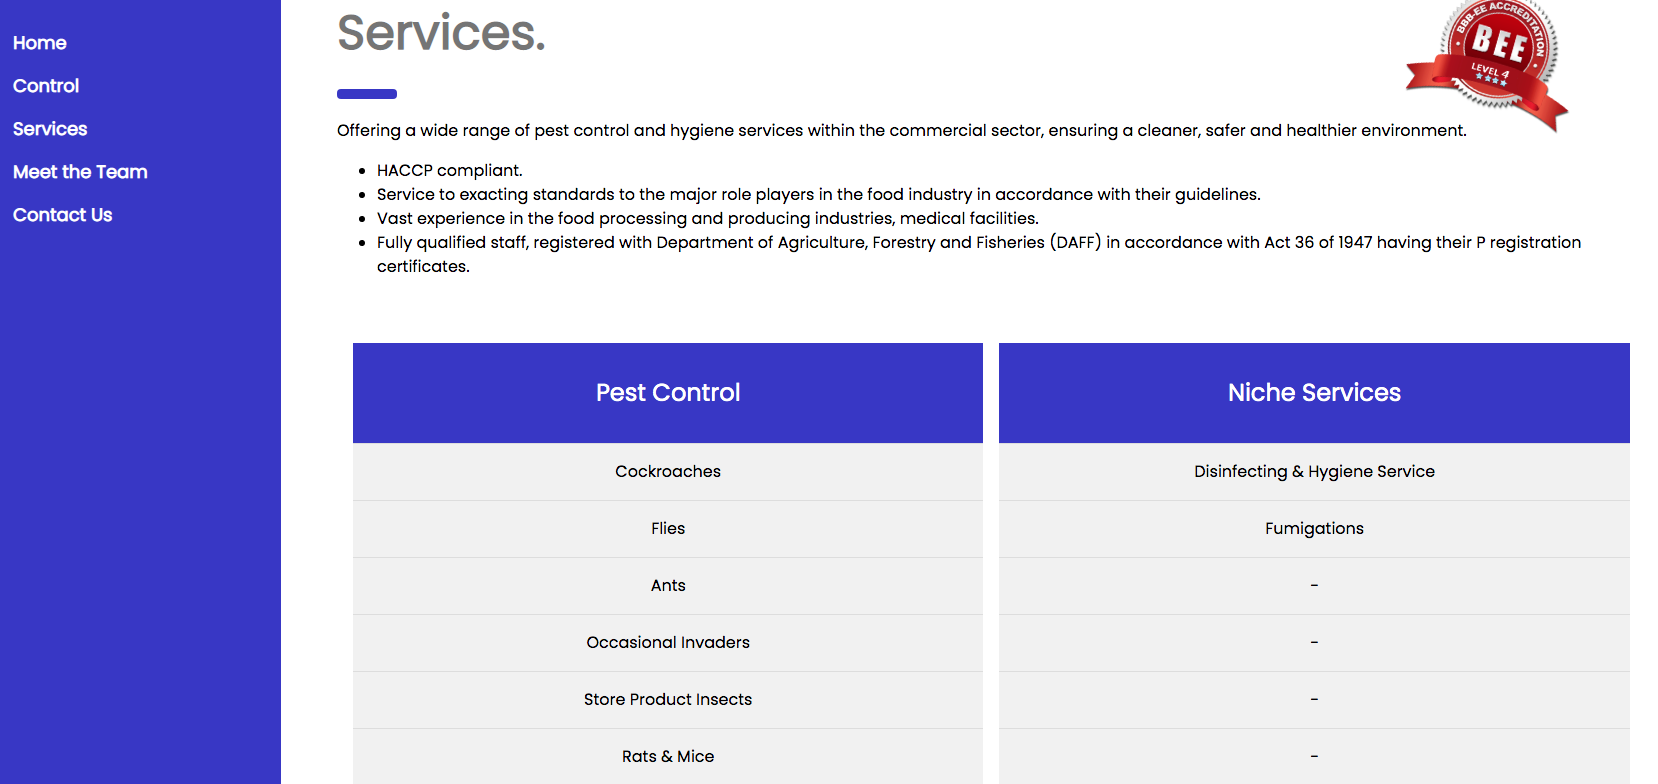 Home
Control
Services
Meet the Team
Contact Us
Services.
BBB-EE ACCREDITATION
BEE
LEVEL 4
Offering a wide range of pest control and hygiene services within the commercial sector, ensuring a cleaner, safer and healthier environment.
HACCP compliant.
Service to exacting standards to the major role players in the food industry in accordance with their guidelines.
Vast experience in the food processing and producing industries, medical facilities.
Fully qualified staff, registered with Department of Agriculture, Forestry and Fisheries (DAFF) in accordance with Act 36 of 1947 having their P registration
certificates.
Pest Control
Cockroaches
Flies
Ants
Occasional Invaders
Store Product Insects
Rats & Mice
Niche Services
Disinfecting & Hygiene Service
Fumigations
-
-
-
-